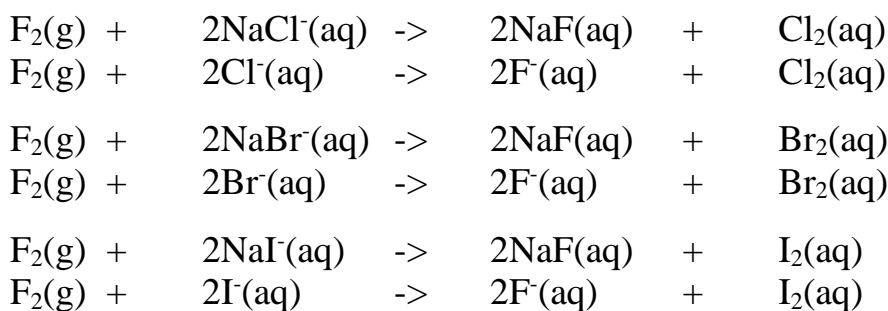 F₂(g) + 2NaCl⁻(aq) -> 2NaF(aq) + Cl₂(aq)
F₂(g) + 2Cl⁻(aq) -> 2F⁻(aq) + Cl₂(aq)
F₂(g) + 2NaBr⁻(aq) -> 2NaF(aq) + Br₂(aq)
F₂(g) + 2Br⁻(aq) -> 2F⁻(aq) + Br₂(aq)
F₂(g) + 2NaI⁻(aq) -> 2NaF(aq) + I₂(aq)
F₂(g) + 2I⁻(aq) -> 2F⁻(aq) + I₂(aq)